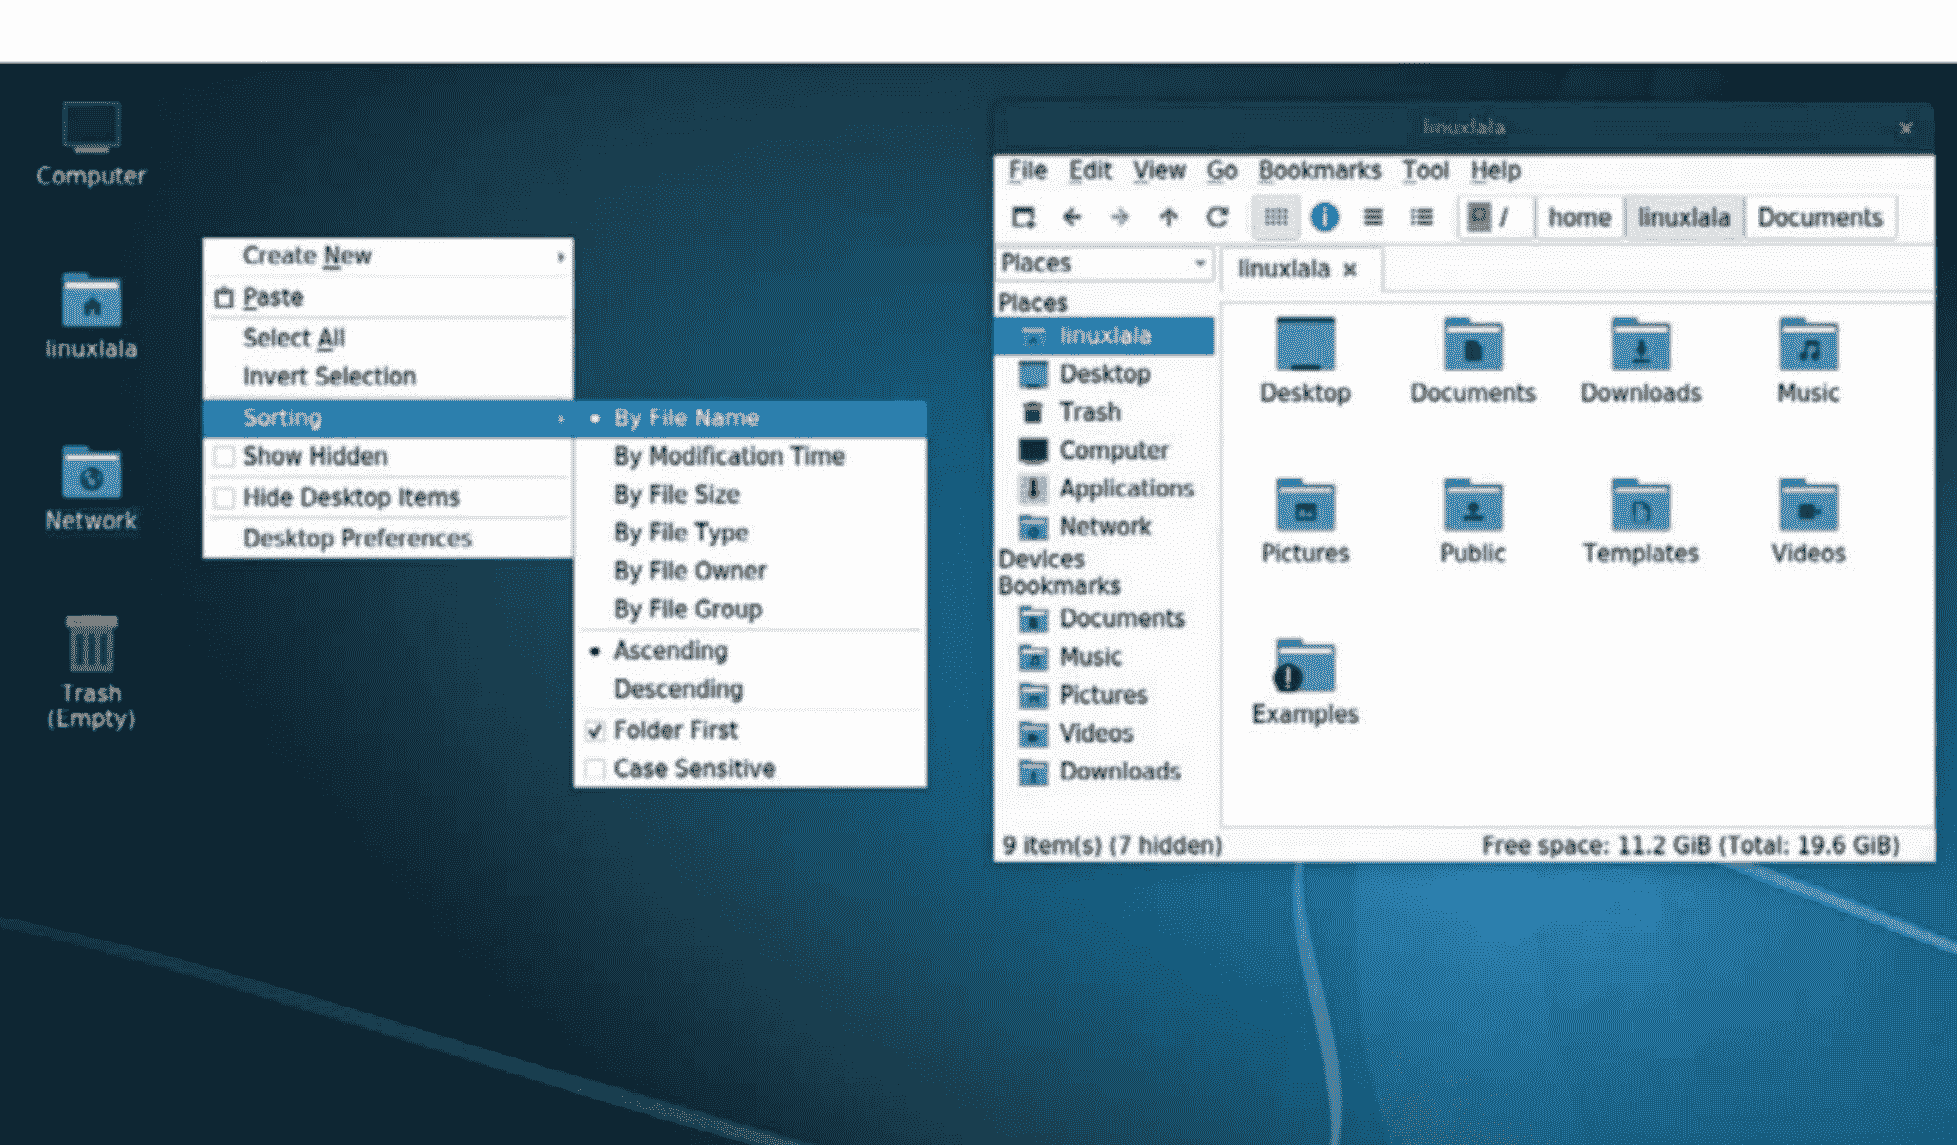 Computer
linuxlala
Network
Trash
(Empty)
Create New
Paste
Select All
Invert Selection
Sorting
Show Hidden
Hide Desktop Items
Desktop Preferences
By File Name
By Modification Time
By File Size
By File Type
By File Owner
By File Group
Ascending
Descending
Folder First
Case Sensitive
linuxlala
File Edit View Go Bookmarks Tool Help
/ home linuxlala Documents
Places
linuxlala
Places
linuxlala
Desktop
Trash
Computer
Applications
Network
Devices
Bookmarks
Documents
Music
Pictures
Videos
Downloads
Desktop Documents Downloads Music
Pictures Public Templates Videos
Examples
9 item(s) (7 hidden) Free space: 11.2 GiB (Total: 19.6 GiB)